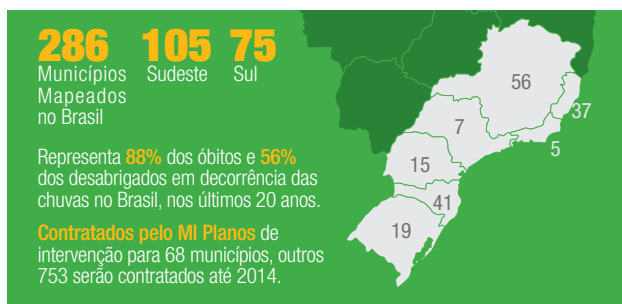 286 105 75
Municípios Sudeste Sul
Mapeados
no Brasil
Representa 88% dos óbitos e 56%
dos desabrigados em decorrência das
chuvas no Brasil, nos últimos 20 anos.
Contratados pelo MI Planos de
intervenção para 68 municípios, outros
753 serão contratados até 2014.
56
37
7
5
15
41
19